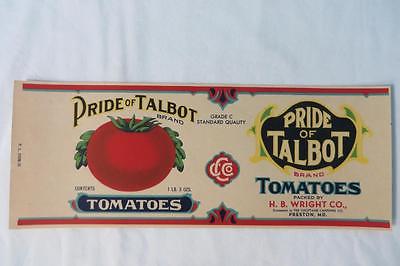 PRIDE OF TALBOT
BRAND
GRADE C
STANDARD QUALITY
CCCo
CONTENTS
1 LB. 3 OZS.
TOMATOES
PRIDE
OF
TALBOT
BRAND
TOMATOES
PACKED BY
H. B. WRIGHT CO.,
PRESTON, MD.